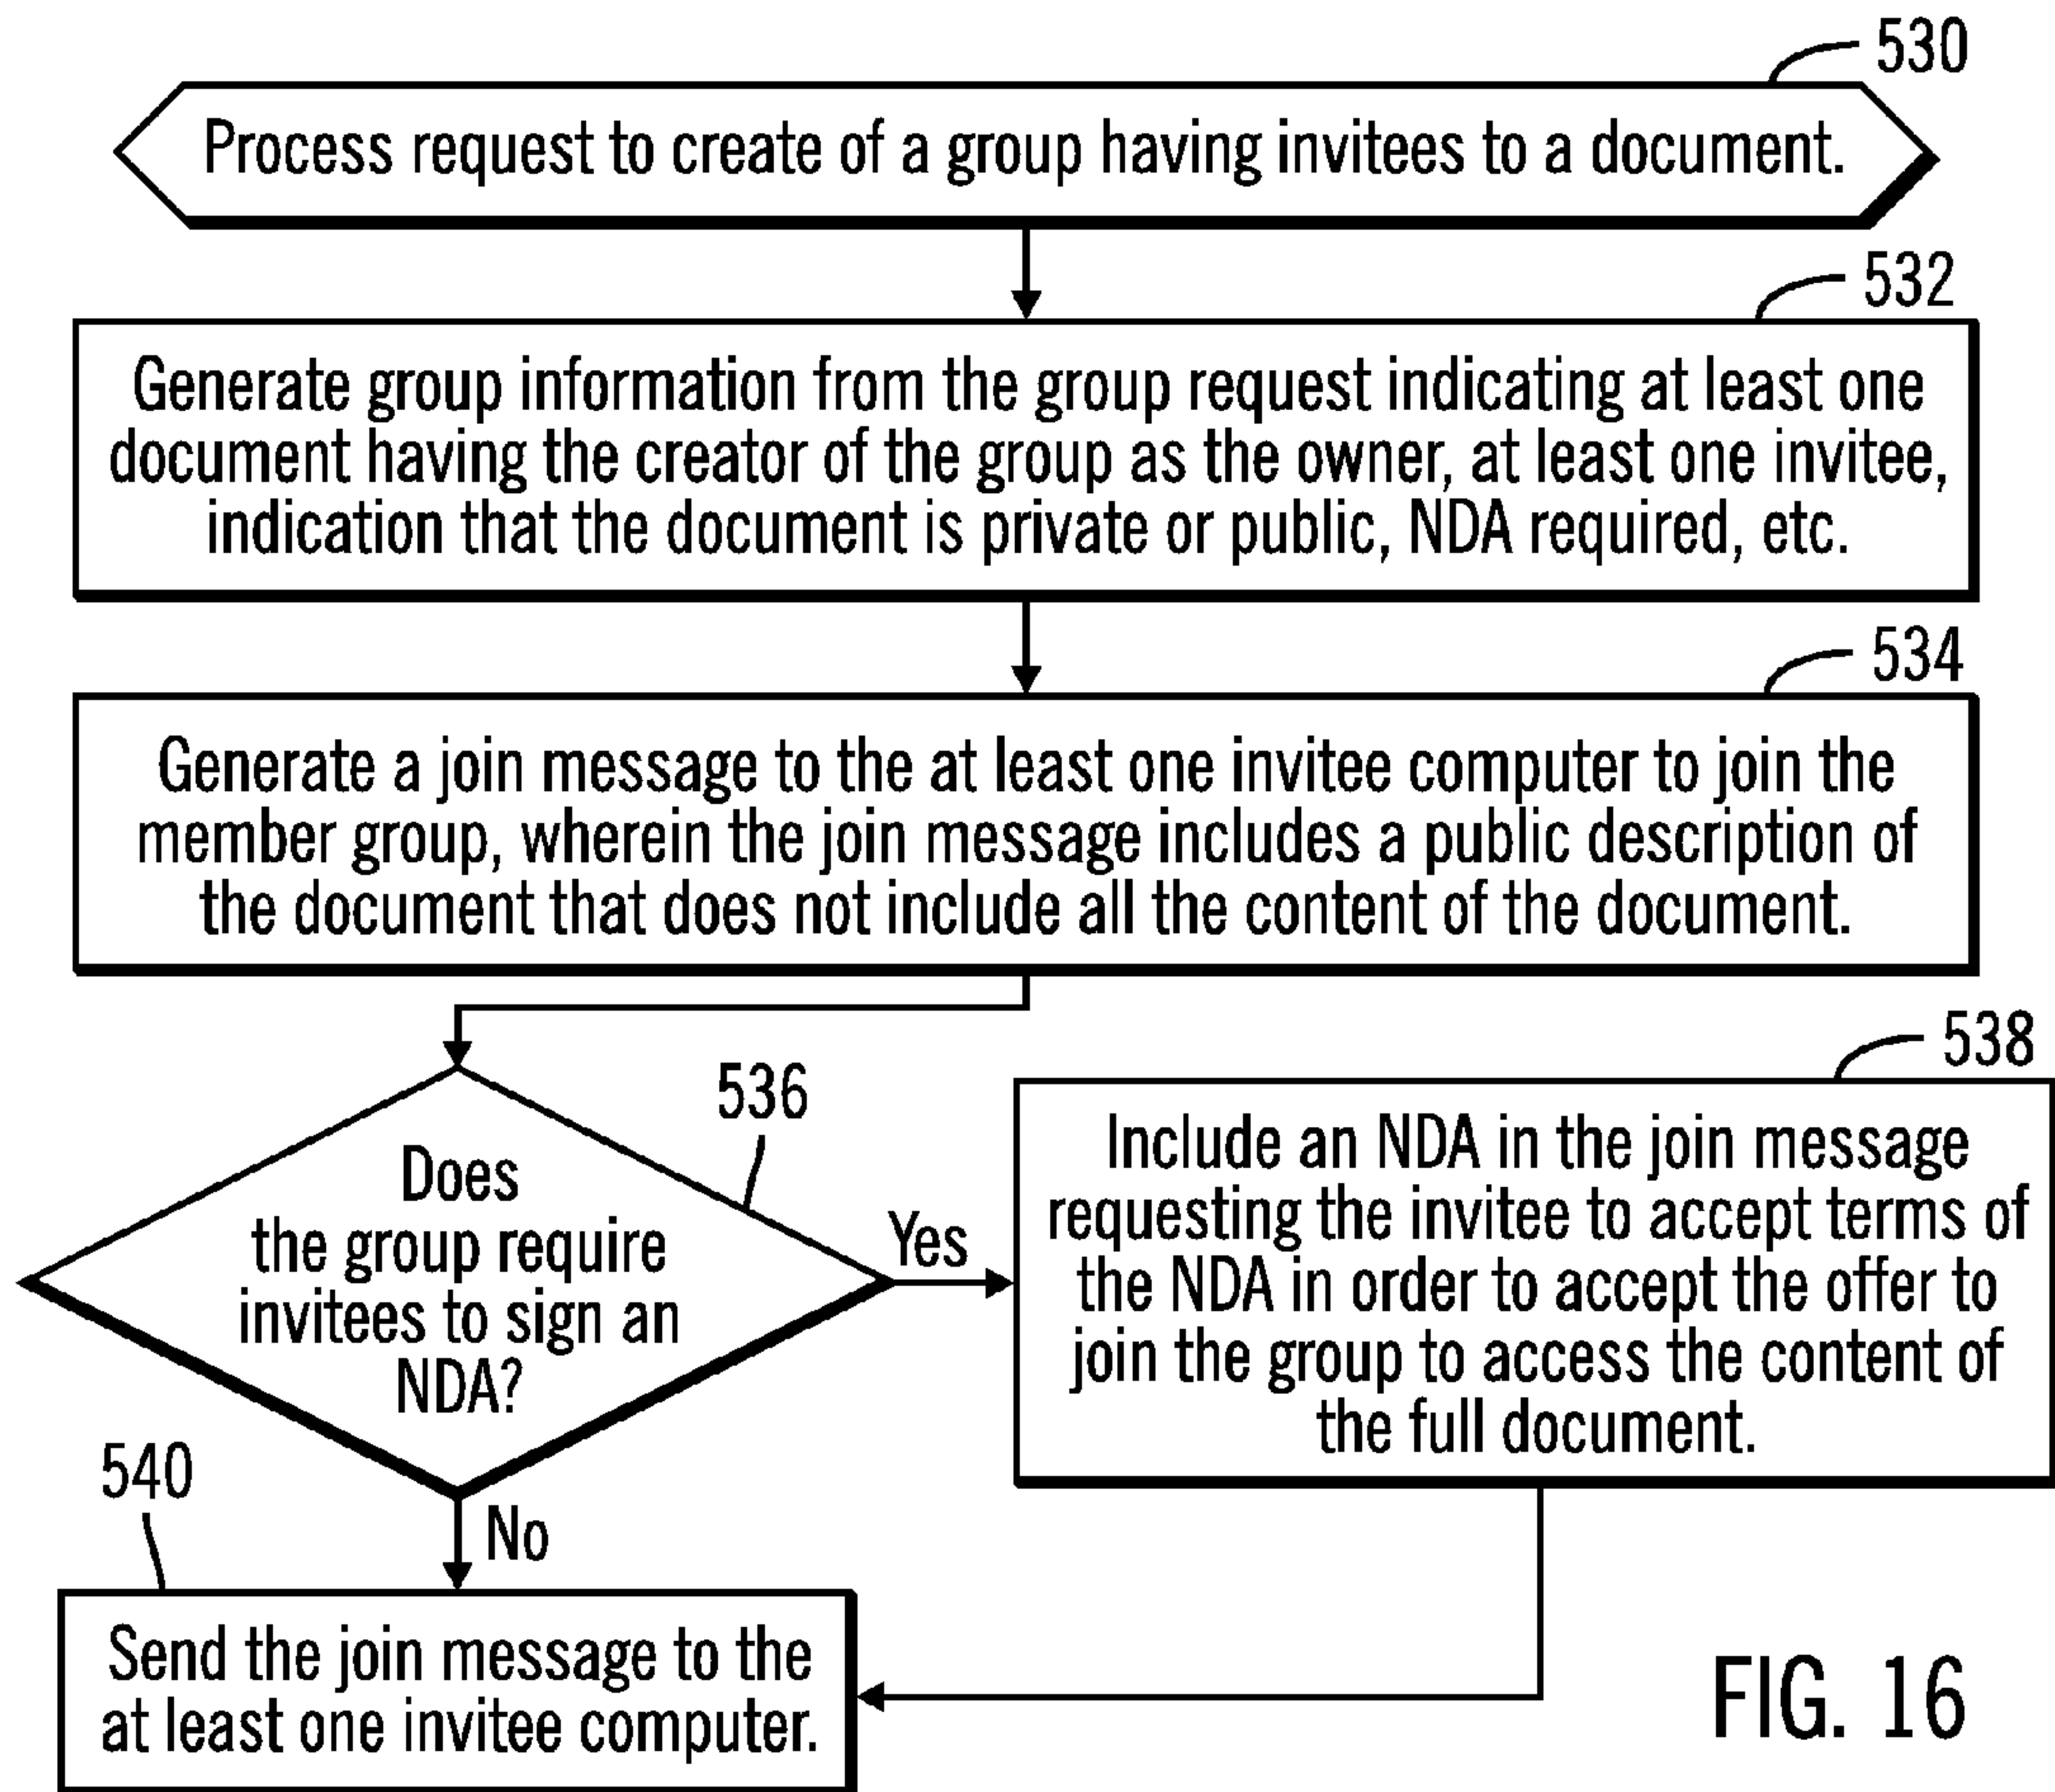 530
Process request to create of a group having invitees to a document.
532
Generate group information from the group request indicating at least one
document having the creator of the group as the owner, at least one invitee,
indication that the document is private or public, NDA required, etc.
534
Generate a join message to the at least one invitee computer to join the
member group, wherein the join message includes a public description of
the document that does not include all the content of the document.
536
Does
the group require
invitees to sign an
NDA?
Yes
538
Include an NDA in the join message
requesting the invitee to accept terms of
the NDA in order to accept the offer to
join the group to access the content of
the full document.
No
540
Send the join message to the
at least one invitee computer.
FIG. 16